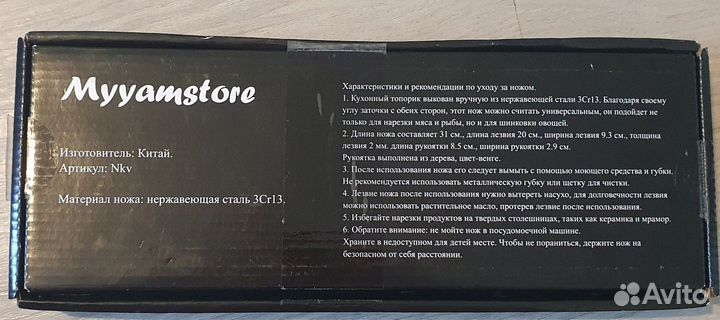 Myyamstore
Изготовитель: Китай.
Артикул: Nkv
Материал ножа: нержавеющая сталь 3Cr13.
Характеристики и рекомендации по уходу за ножом.
1. Кухонный топорик выкован вручную из нержавеющей стали 3Cr13. Благодаря своему
углу заточки с обеих сторон, этот нож можно считать универсальным, он подойдет не
только для нарезки мяса и рыбы, но и для шинковки овощей.
2. Длина ножа составляет 31 см., длина лезвия 20 см., ширина лезвия 9.3 см., толщина
лезвия 2 мм. длина рукоятки 8.5 см., ширина рукоятки 2.9 см.
Рукоятка выполнена из дерева, цвет-венге.
3. После использования ножа его следует вымыть с помощью моющего средства и губки.
Не рекомендуется использовать металлическую губку или щетку для чистки.
4. Лезвие ножа после использования нужно вытереть насухо, для долговечности лезвия
можно использовать растительное масло, протерев лезвие после использования.
5. Избегайте нарезки продуктов на твердых столешницах, таких как керамика и мрамор.
6. Обратите внимание: не мойте нож в посудомоечной машине.
Храните в недоступном для детей месте. Чтобы не пораниться, держите нож на
безопасном от себя расстоянии.
Avito